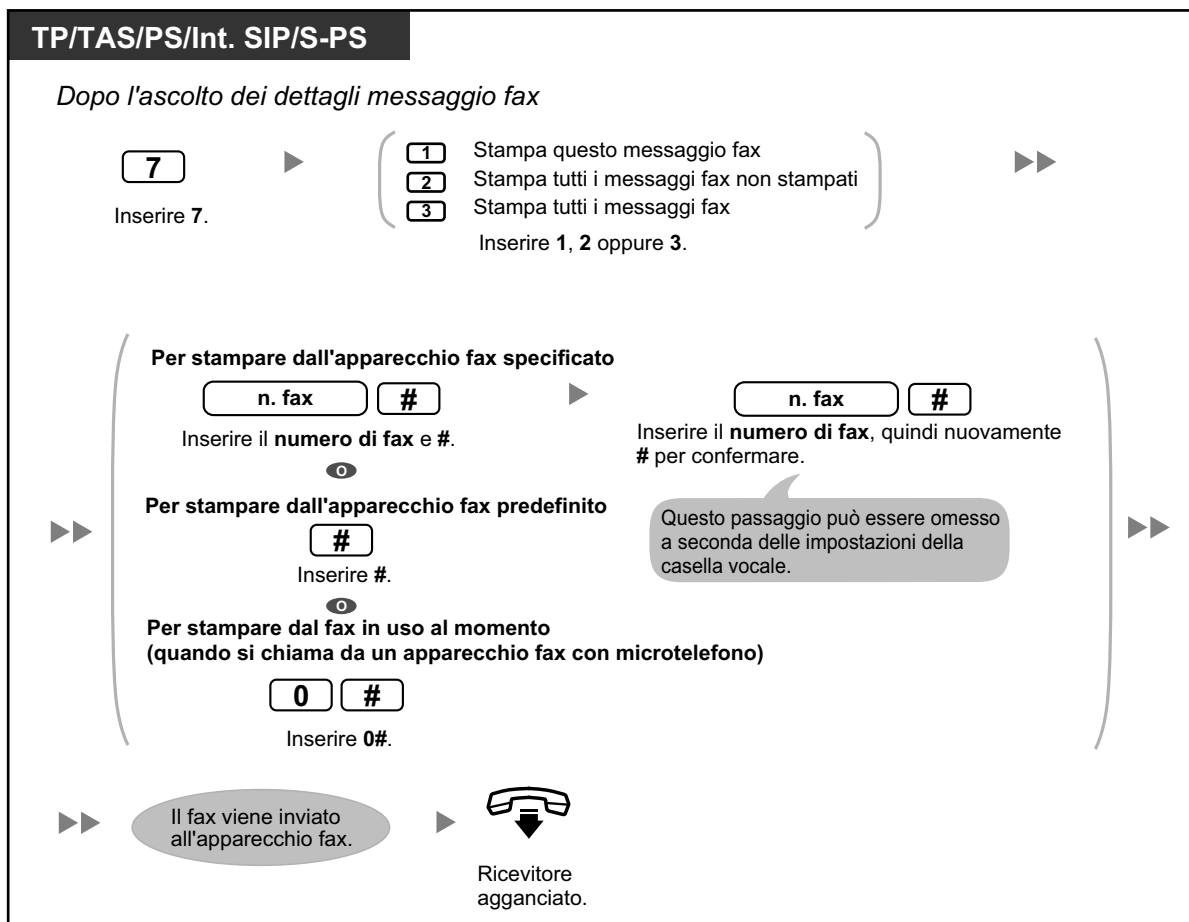 TP/TAS/PS/Int. SIP/S-PS
Dopo l'ascolto dei dettagli messaggio fax
7
Inserire 7.
1 Stampa questo messaggio fax
2 Stampa tutti i messaggi fax non stampati
3 Stampa tutti i messaggi fax
Inserire 1, 2 oppure 3.
Per stampare dall'apparecchio fax specificato
n. fax #
Inserire il numero di fax e #.
n. fax #
Inserire il numero di fax, quindi nuovamente
# per confermare.
Questo passaggio può essere omesso
a seconda delle impostazioni della
casella vocale.
O
Per stampare dall'apparecchio fax predefinito
#
Inserire #.
O
Per stampare dal fax in uso al momento
(quando si chiama da un apparecchio fax con microtelefono)
0 #
Inserire 0#.
Il fax viene inviato
all'apparecchio fax.
Ricevitore
agganciato.